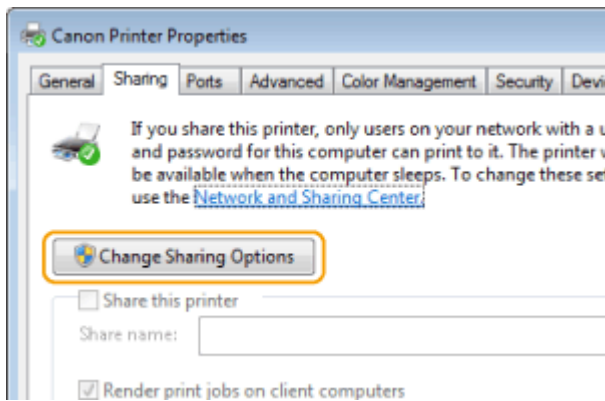 Canon Printer Properties
General Sharing Ports Advanced Color Management Security
If you share this printer, only users on your network with a
and password for this computer can print to it. The printer
be available when the computer sleeps. To change these
use the Network and Sharing Center.
Change Sharing Options
Share this printer
Share name:
Render print jobs on client computers